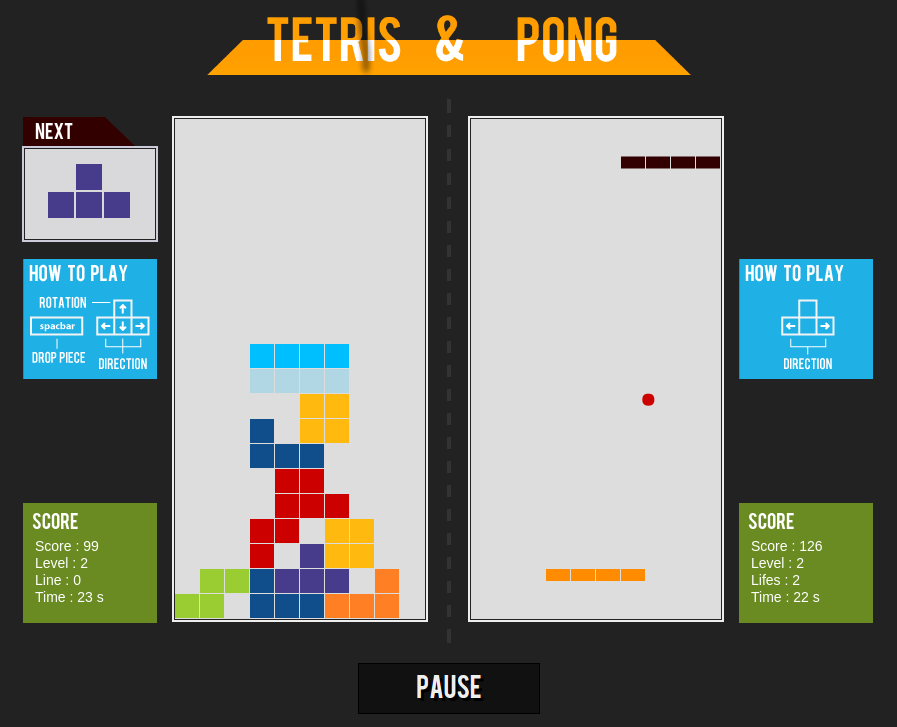 TETRIS & PONG
NEXT
HOW TO PLAY
ROTATION
spacbar
DROP PIECE
DIRECTION
SCORE
Score : 99
Level : 2
Line : 0
Time : 23 s
HOW TO PLAY
DIRECTION
SCORE
Score : 126
Level : 2
Lifes : 2
Time : 22 s
PAUSE